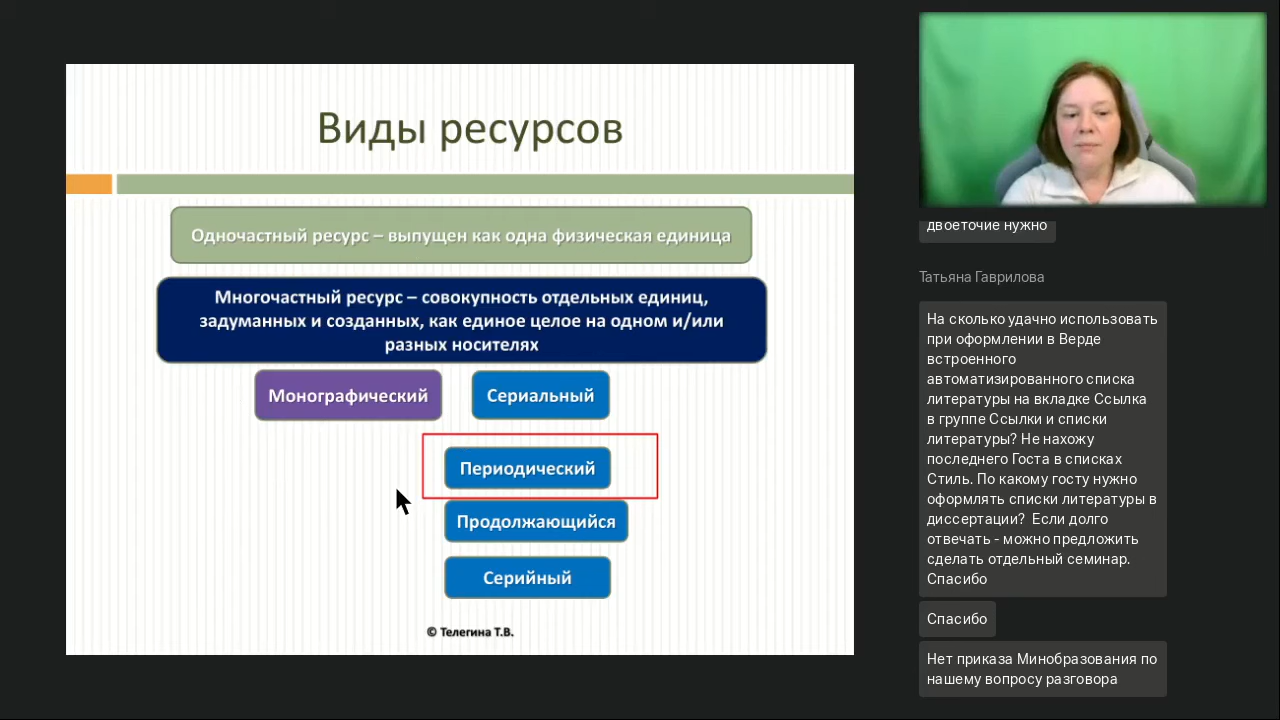 Виды ресурсов
Одночастный ресурс – выпущен как одна физическая единица
Многочастный ресурс – совокупность отдельных единиц,
задуманных и созданных, как единое целое на одном и/или
разных носителях
Монографический
Сериальный
Периодический
Продолжающийся
Серийный
© Телегина Т.В.
двоеточие нужно
Татьяна Гаврилова
На сколько удачно использовать
при оформлении в Верде
встроенного
автоматизированного списка
литературы на вкладке Ссылка
в группе Ссылки и списки
литературы? Не нахожу
последнего Госта в списках
Стиль. По какому госту нужно
оформлять списки литературы в
диссертации? Если долго
отвечать - можно предложить
сделать отдельный семинар.
Спасибо
Спасибо
Нет приказа Минобразования по
нашему вопросу разговора